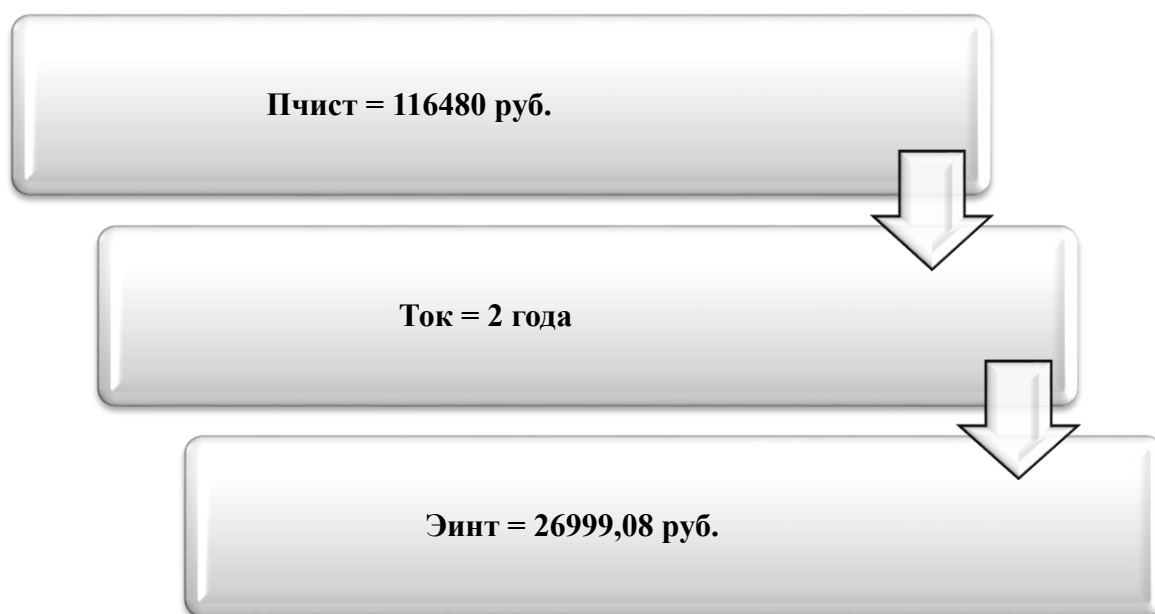 Пчист = 116480 руб.
Ток = 2 года
Эинт = 26999,08 руб.